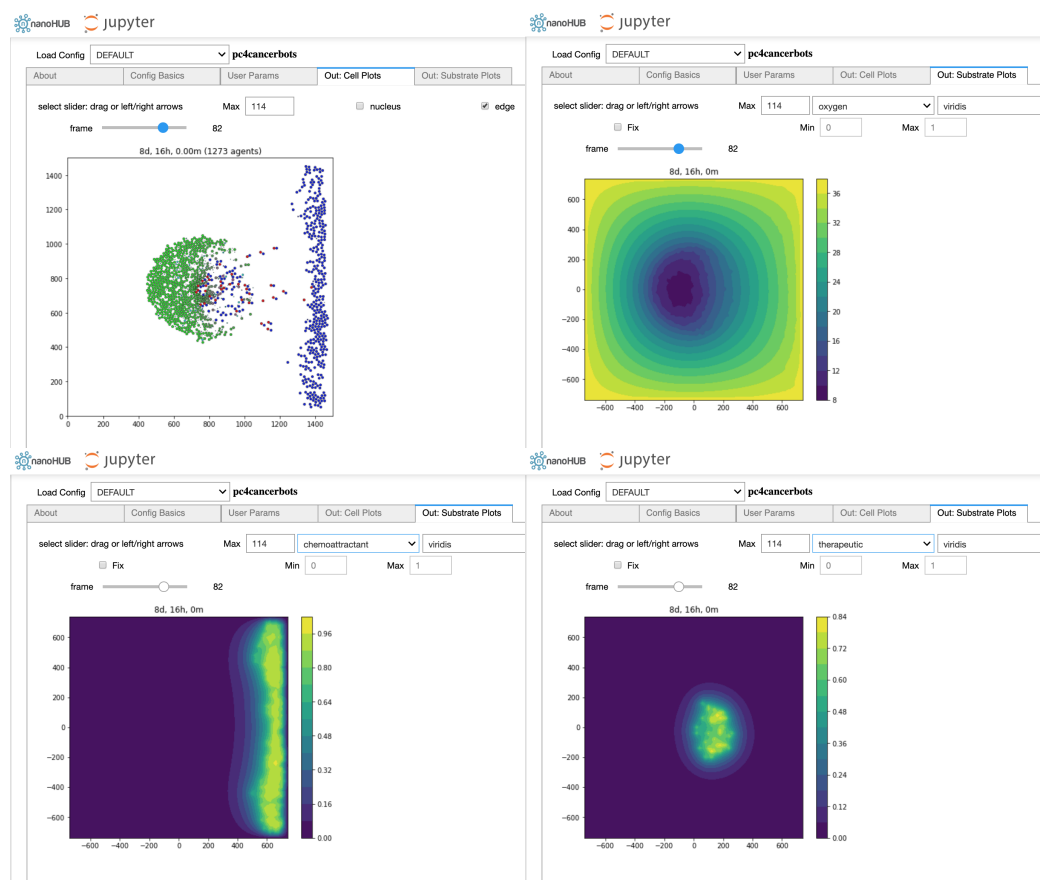 nanoHUB jupyter
Load Config DEFAULT pc4cancerbots
About Config Basics User Params Out: Cell Plots Out: Substrate Plots
select slider: drag or left/right arrows Max 114 nucleus edge
frame 82
8d, 16h, 0.00m (1273 agents)
1400
1200
1000
800
600
400
200
0
0 200 400 600 800 1000 1200 1400
nanoHUB jupyter
Load Config DEFAULT pc4cancerbots
About Config Basics User Params Out: Cell Plots Out: Substrate Plots
select slider: drag or left/right arrows Max 114 oxygen viridis
Fix Min 0 Max 1
frame 82
8d, 16h, 0m
600
400
200
0
−200
−400
−600
−600 −400 −200 0 200 400 600
36
32
28
24
20
16
12
8
nanoHUB jupyter
Load Config DEFAULT pc4cancerbots
About Config Basics User Params Out: Cell Plots Out: Substrate Plots
select slider: drag or left/right arrows Max 114 chemoattractant viridis
Fix Min 0 Max 1
frame 82
8d, 16h, 0m
600
400
200
0
−200
−400
−600
−600 −400 −200 0 200 400 600
0.96
0.80
0.64
0.48
0.32
0.16
0.00
nanoHUB jupyter
Load Config DEFAULT pc4cancerbots
About Config Basics User Params Out: Cell Plots Out: Substrate Plots
select slider: drag or left/right arrows Max 114 therapeutic viridis
Fix Min 0 Max 1
frame 82
8d, 16h, 0m
600
400
200
0
−200
−400
−600
−600 −400 −200 0 200 400 600
0.84
0.72
0.60
0.48
0.36
0.24
0.12
0.00